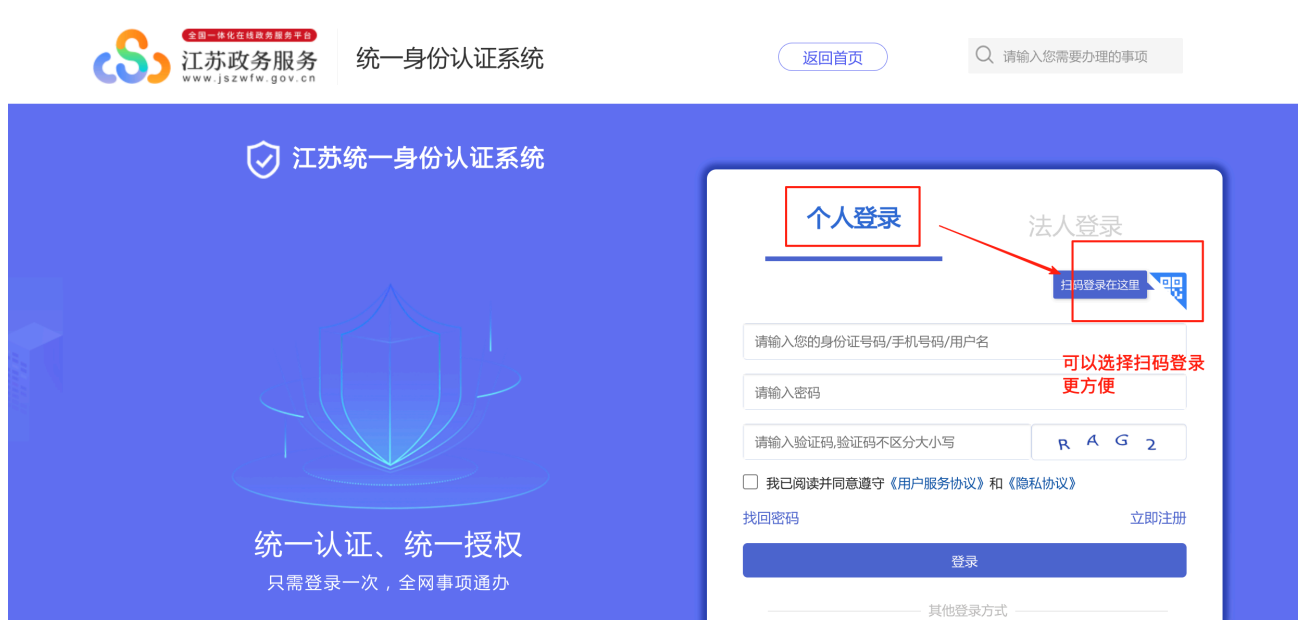 全国一体化在线政务服务平台
江苏政务服务
www.jszwfw.gov.cn
统一身份认证系统
返回首页
请输入您需要办理的事项
江苏统一身份认证系统
个人登录
法人登录
扫码登录在这里
请输入您的身份证号码/手机号码/用户名
可以选择扫码登录
更方便
请输入密码
请输入验证码,验证码不区分大小写
R A G 2
我已阅读并同意遵守《用户服务协议》和《隐私协议》
找回密码
立即注册
登录
其他登录方式
统一认证、统一授权
只需登录一次，全网事项通办